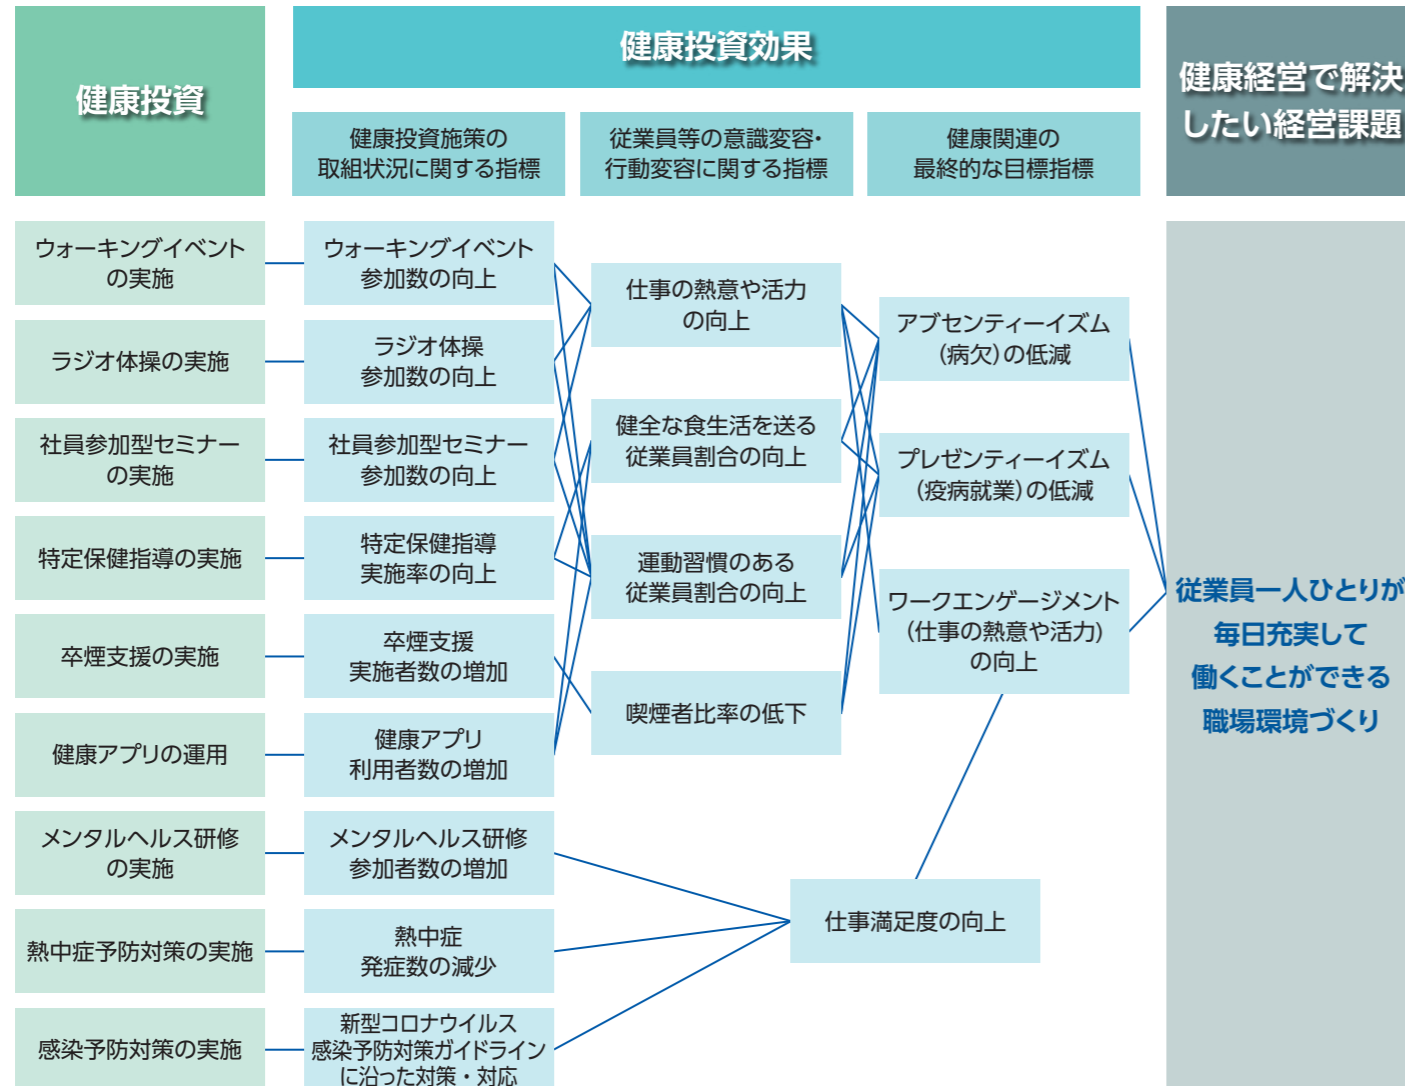 健康投資
健康投資効果
健康経営で解決
したい経営課題
健康投資施策の
取組状況に関する指標
従業員等の意識変容・
行動変容に関する指標
健康関連の
最終的な目標指標
ウォーキングイベント
の実施
ラジオ体操の実施
社員参加型セミナー
の実施
特定保健指導の実施
卒煙支援の実施
健康アプリの運用
メンタルヘルス研修
の実施
熱中症予防対策の実施
感染予防対策の実施
ウォーキングイベント
参加数の向上
ラジオ体操
参加数の向上
社員参加型セミナー
参加数の向上
特定保健指導
実施率の向上
卒煙支援
実施者数の増加
健康アプリ
利用者数の増加
メンタルヘルス研修
参加者数の増加
熱中症
発症数の減少
新型コロナウイルス
感染予防対策ガイドライン
に沿った対策・対応
仕事の熱意や活力
の向上
健全な食生活を送る
従業員割合の向上
運動習慣のある
従業員割合の向上
喫煙者比率の低下
仕事満足度の向上
アブセンティーイズム
(病欠)の低減
プレゼンティーイズム
(疫病就業)の低減
ワークエンゲージメント
(仕事の熱意や活力)
の向上
従業員一人ひとりが
毎日充実して
働くことができる
職場環境づくり